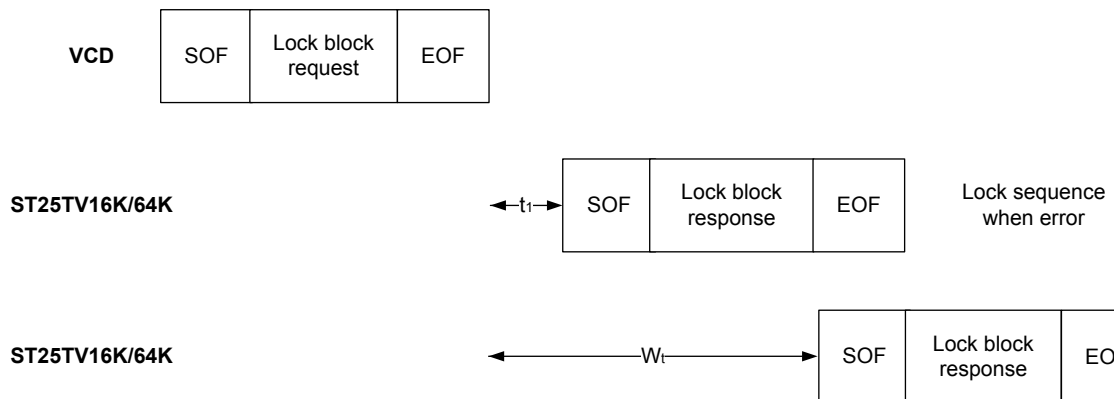 VCD
SOF
Lock block
request
EOF
ST25TV16K/64K
t1
SOF
Lock block
response
EOF
Lock sequence
when error
ST25TV16K/64K
Wt
SOF
Lock block
response